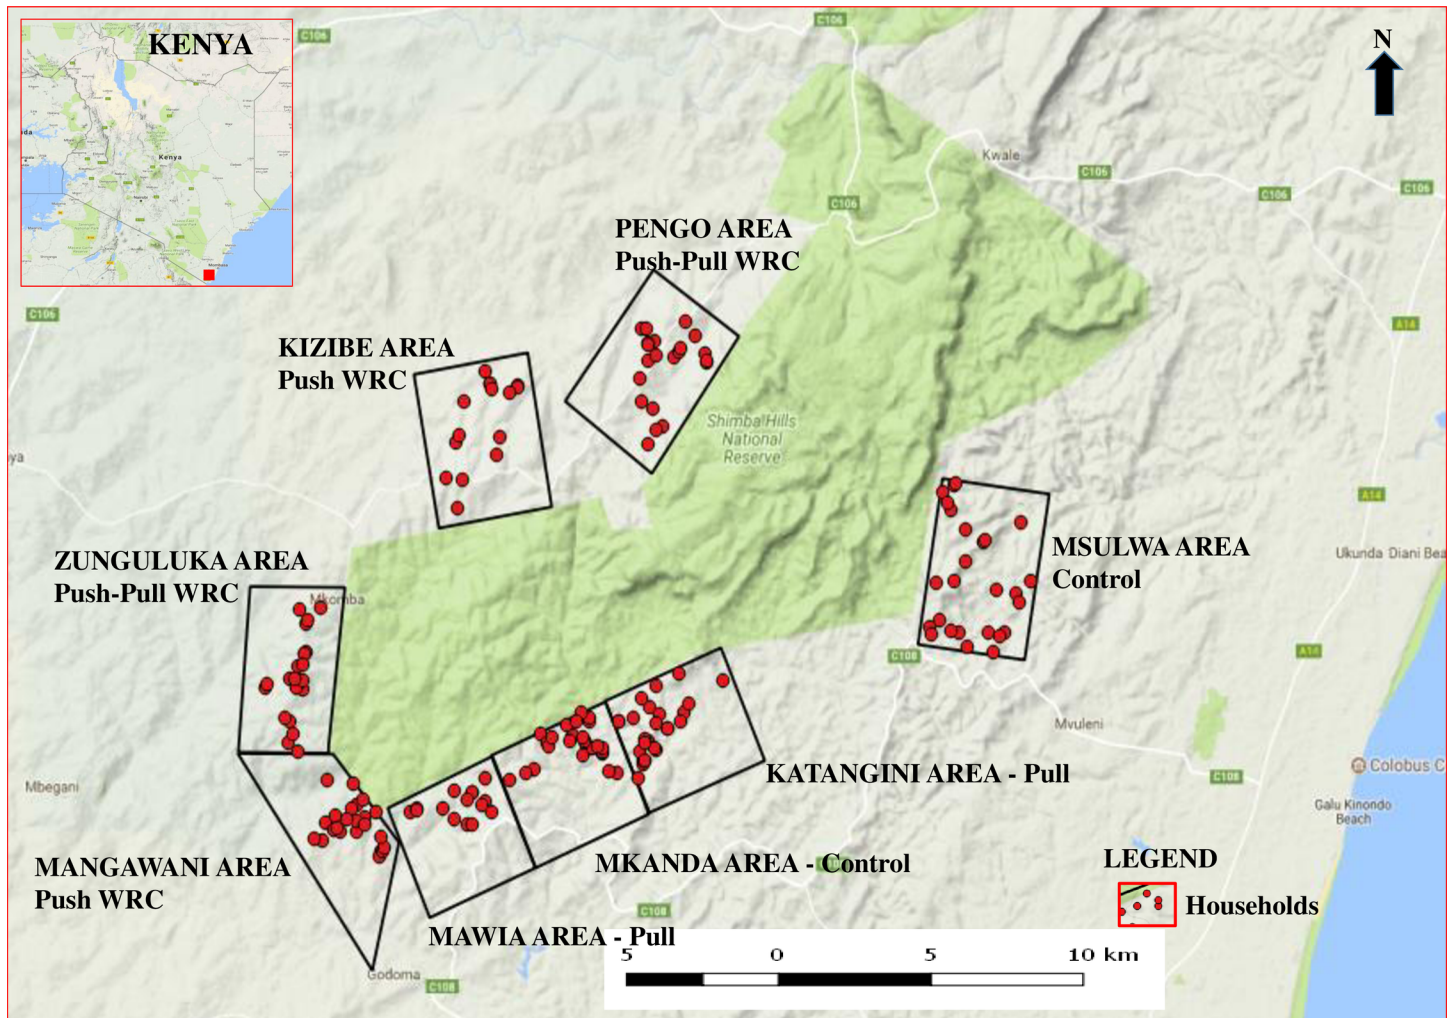 KENYA
Kenya
C106
C106
N
Kwale
C106
C106
C106
C106
PENGO AREA
Push-Pull WRC
C106
A14
KIZIBE AREA
Push WRC
Shimba Hills
National
Reserve
ya
A14
ZUNGULUKA AREA
Push-Pull WRC
MSULWA AREA
Control
Ukunda Diani Bea
Mkomba
C108
A14
Mvuleni
Mbegani
KATANGINI AREA - Pull
C108
Colobus C
Galu Kinondo
Beach
MANGAWANI AREA
Push WRC
MKANDA AREA - Control
LEGEND
Households
C108
MAWIA AREA - Pull
Godoma
C108
5 0 5 10 km